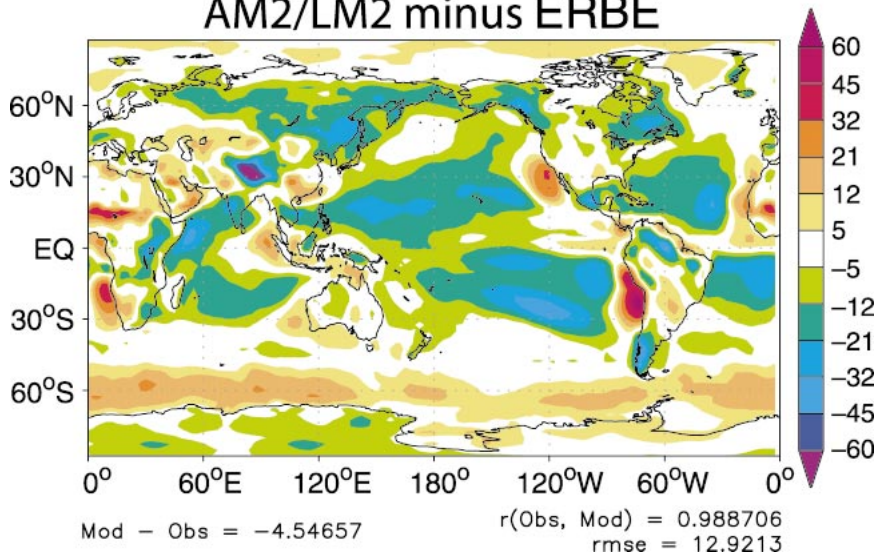 AM2/LM2 minus ERBE
60°N
30°N
EQ
30°S
60°S
0°
60°E
120°E
180°
120°W
60°W
0°
60
45
32
21
12
5
−5
−12
−21
−32
−45
−60
Mod − Obs = −4.54657
r(Obs, Mod) = 0.988706
rmse = 12.9213